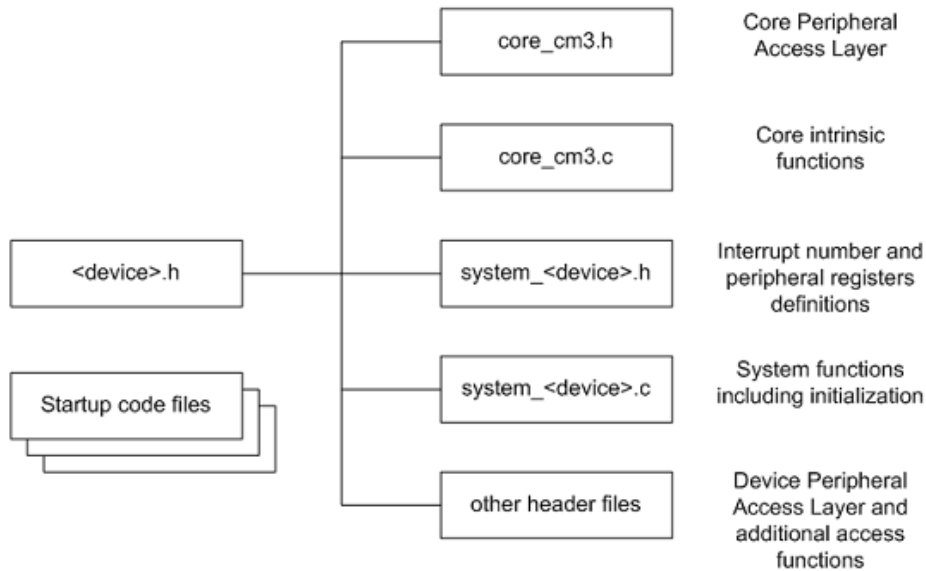 core_cm3.h
Core Peripheral
Access Layer
core_cm3.c
Core intrinsic
functions
<device>.h
system_<device>.h
Interrupt number and
peripheral registers
definitions
Startup code files
system_<device>.c
System functions
including initialization
other header files
Device Peripheral
Access Layer and
additional access
functions